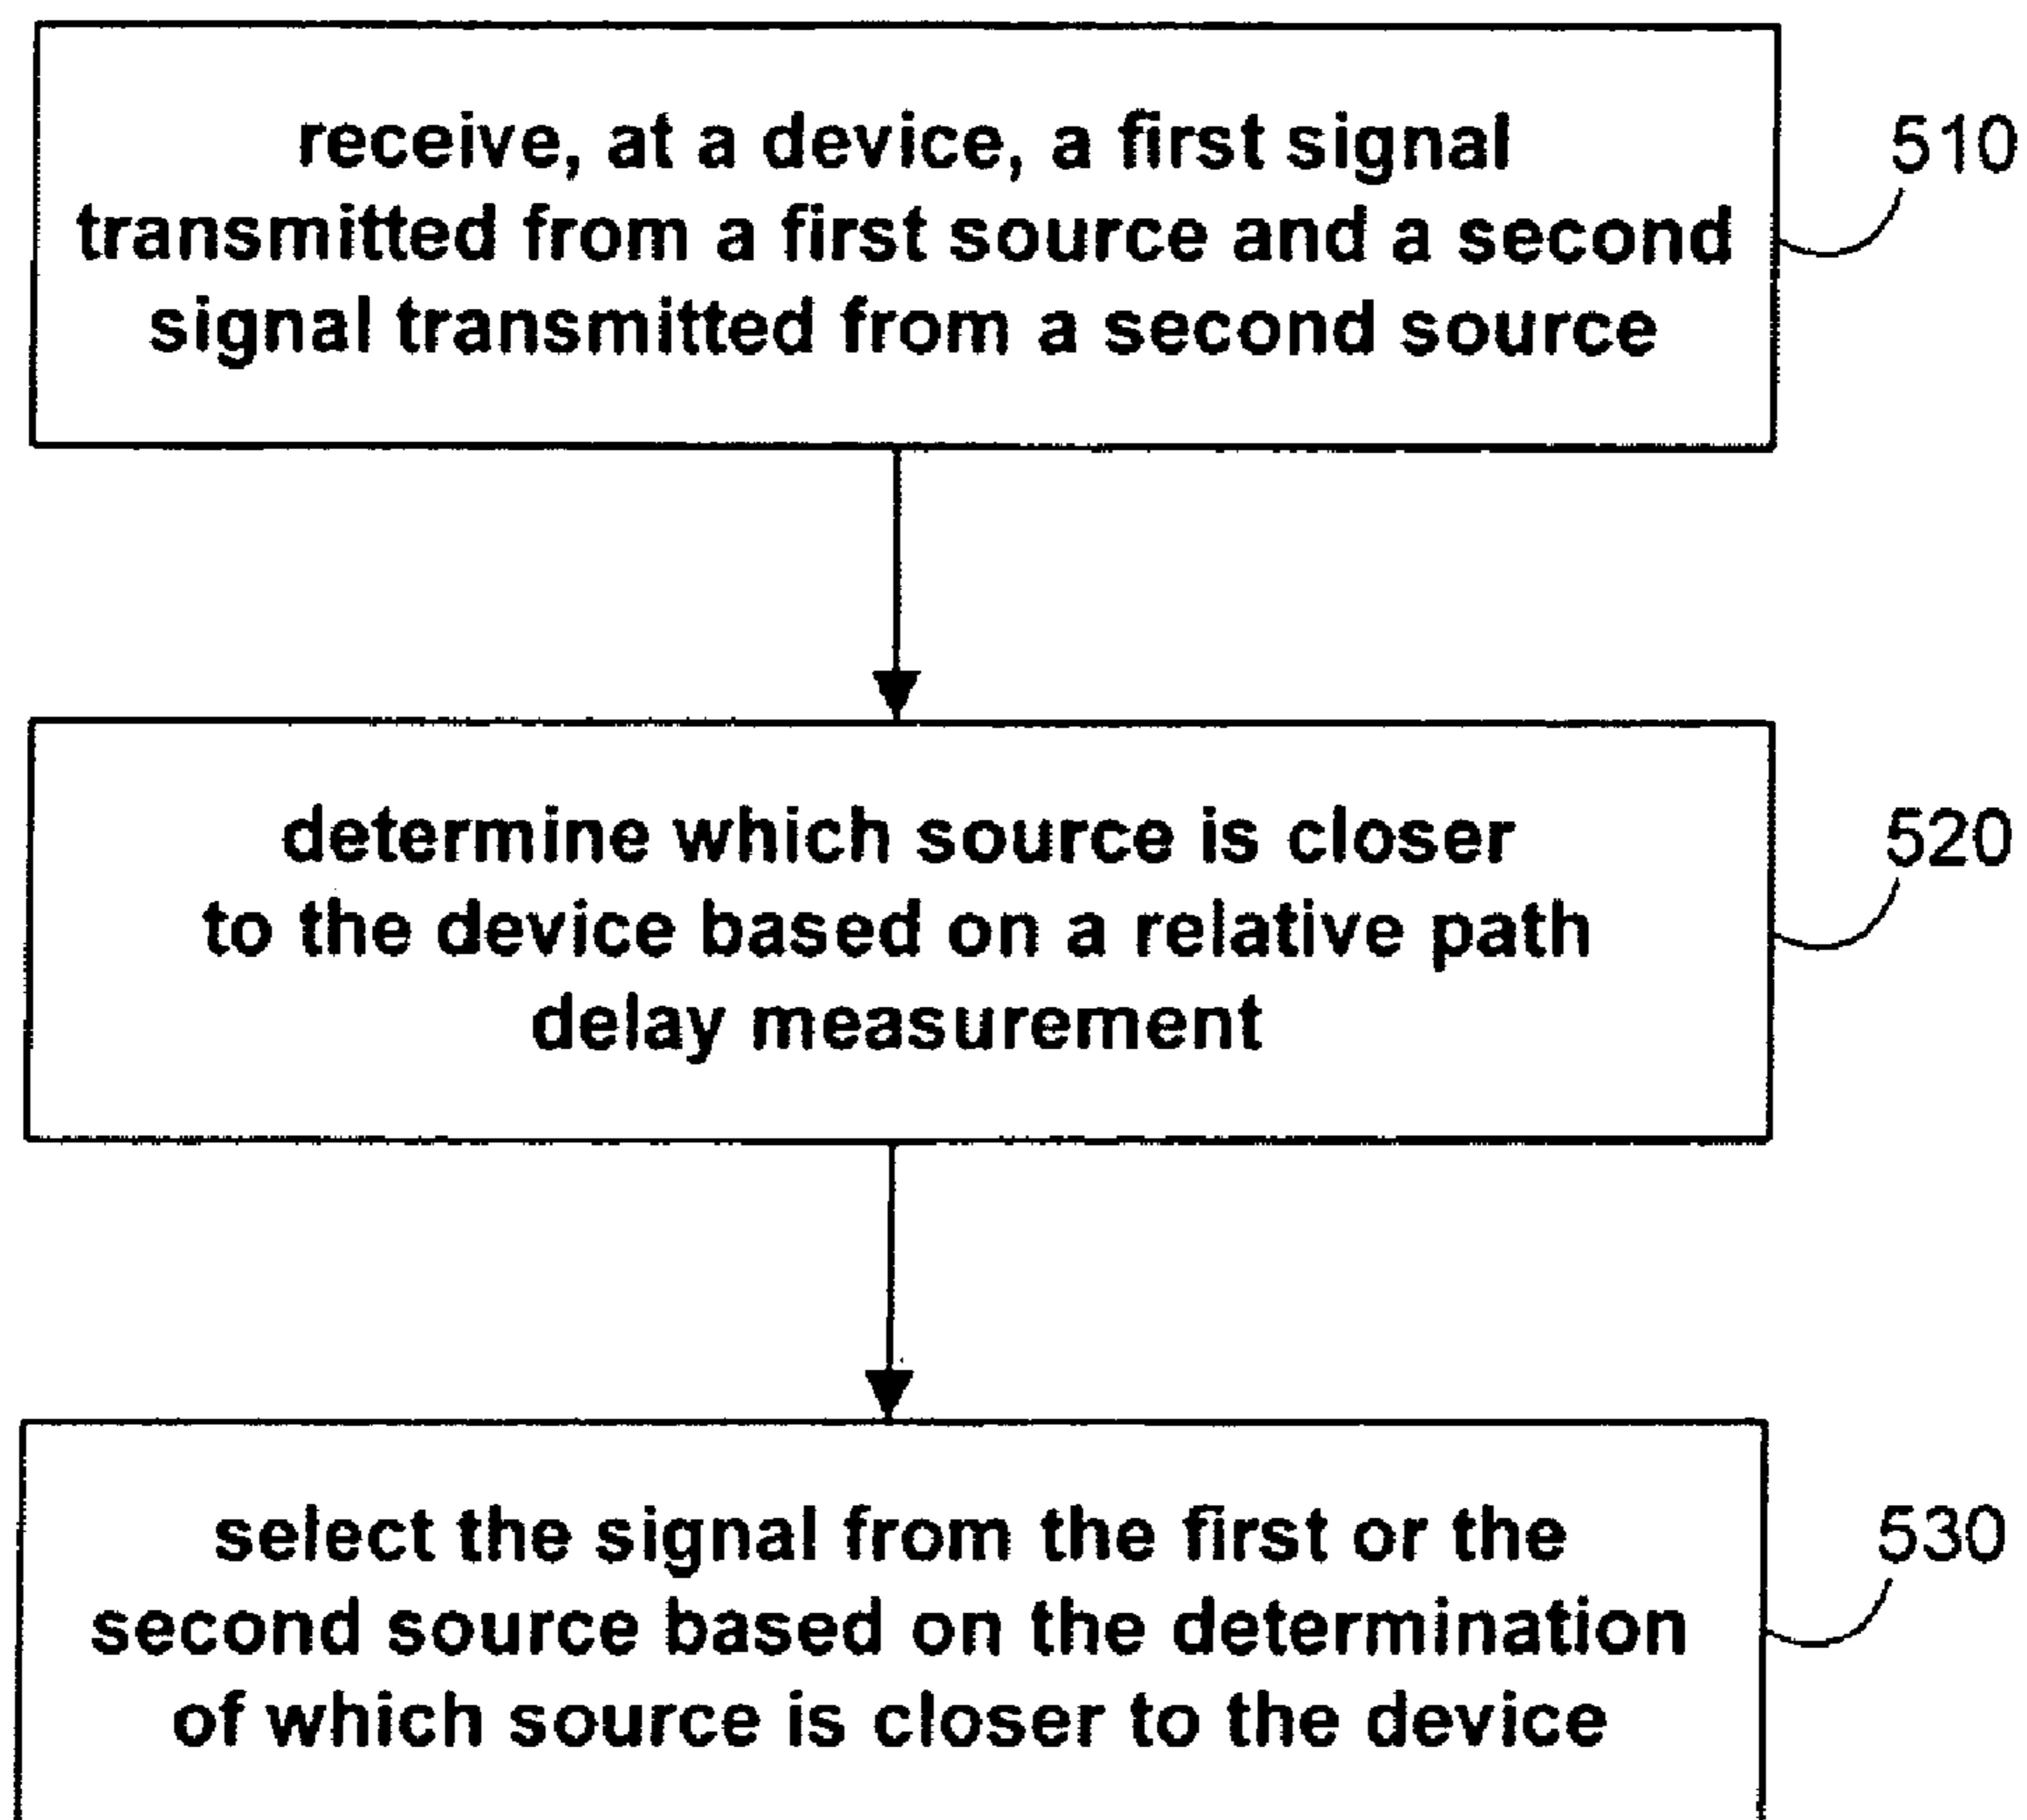 receive, at a device, a first signal
transmitted from a first source and a second
signal transmitted from a second source
510
determine which source is closer
to the device based on a relative path
delay measurement
520
select the signal from the first or the
second source based on the determination
of which source is closer to the device
530